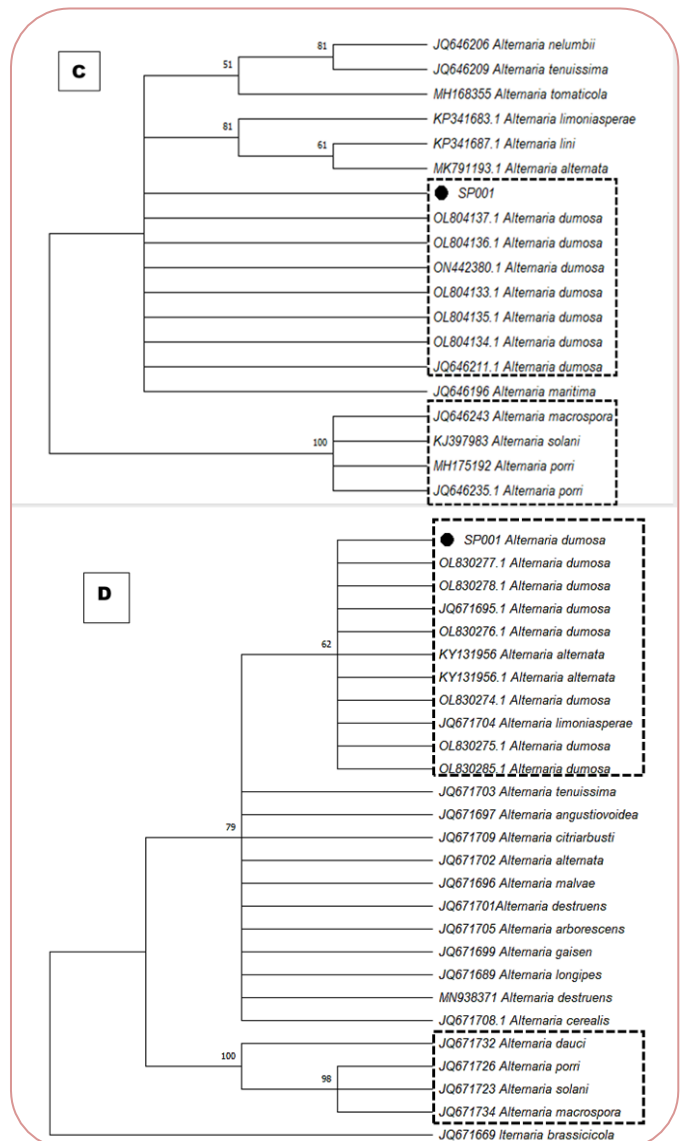 C
81
JQ646206 Alternaria nelumbii
51
JQ646209 Alternaria tenuissima
MH168355 Alternaria tomaticola
81
KP341683.1 Alternaria limoniasperae
61
KP341687.1 Alternaria lini
MK791193.1 Alternaria alternata
SP001
OL804137.1 Alternaria dumosa
OL804136.1 Alternaria dumosa
ON442380.1 Alternaria dumosa
OL804133.1 Alternaria dumosa
OL804135.1 Alternaria dumosa
OL804134.1 Alternaria dumosa
JQ646211.1 Alternaria dumosa
JQ646196 Alternaria maritima
JQ646243 Alternaria macrospora
100
KJ397983 Alternaria solani
MH175192 Alternaria porri
JQ646235.1 Alternaria porri
D
SP001 Alternaria dumosa
OL830277.1 Alternaria dumosa
OL830278.1 Alternaria dumosa
JQ671695.1 Alternaria dumosa
OL830276.1 Alternaria dumosa
62
KY131956 Alternaria alternata
KY131956.1 Alternaria alternata
OL830274.1 Alternaria dumosa
JQ671704 Alternaria limoniasperae
OL830275.1 Alternaria dumosa
OL830285.1 Alternaria dumosa
JQ671703 Alternaria tenuissima
JQ671697 Alternaria angustiovoidea
79
JQ671709 Alternaria citriarbusti
JQ671702 Alternaria alternata
JQ671696 Alternaria malvae
JQ671701Alternaria destruens
JQ671705 Alternaria arborescens
JQ671699 Alternaria gaisen
JQ671689 Alternaria longipes
MN938371 Alternaria destruens
JQ671708.1 Alternaria cerealis
JQ671732 Alternaria dauci
100
JQ671726 Alternaria porri
98
JQ671723 Alternaria solani
JQ671734 Alternaria macrospora
JQ671669 lternaria brassicicola